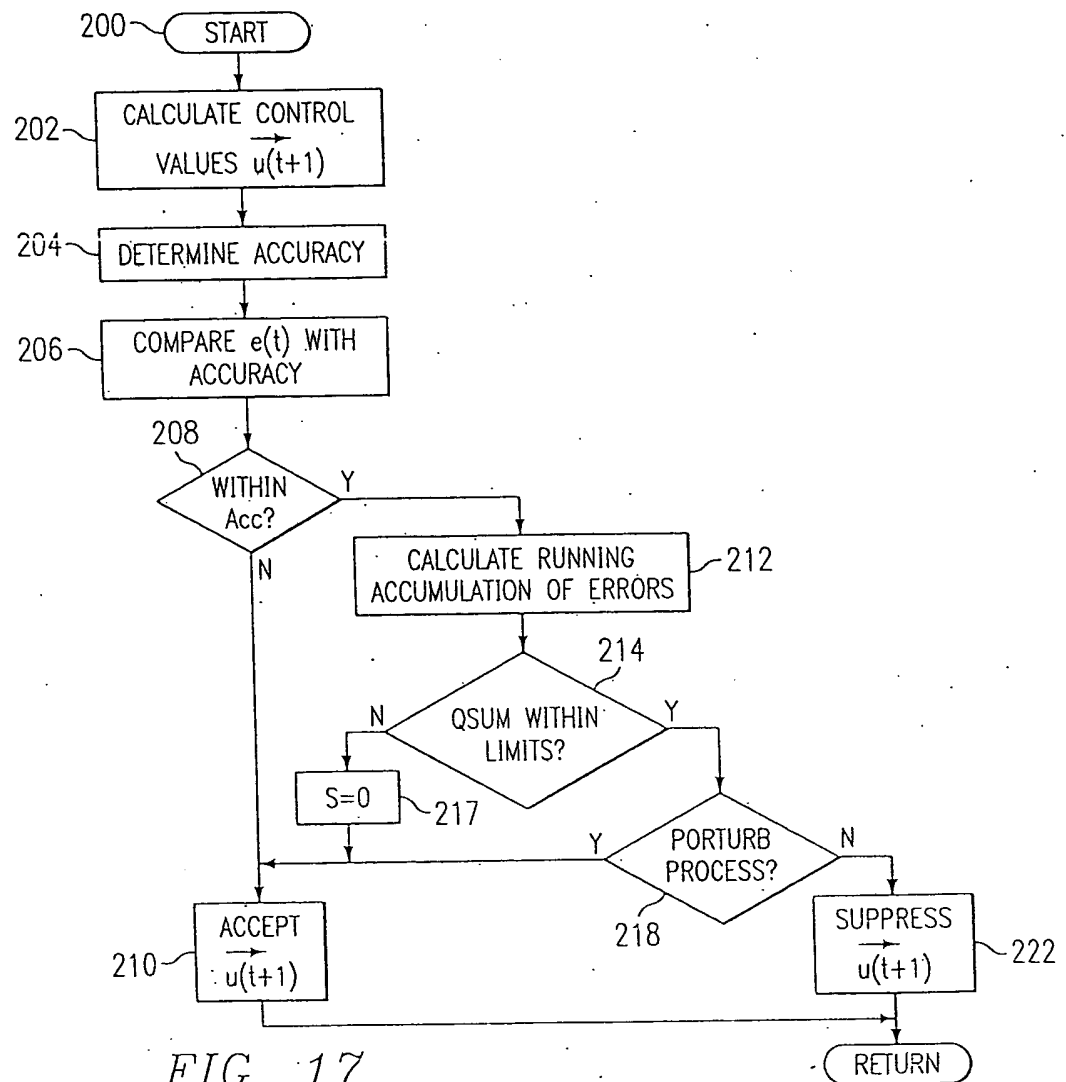 200
START
202
CALCULATE CONTROL
VALUES u(t+1)
204
DETERMINE ACCURACY
206
COMPARE e(t) WITH
ACCURACY
208
WITHIN
Acc?
Y
N
CALCULATE RUNNING
ACCUMULATION OF ERRORS
212
214
QSUM WITHIN
LIMITS?
N
Y
S=0
217
PORTURB
PROCESS?
Y
N
218
ACCEPT
u(t+1)
210
SUPPRESS
u(t+1)
222
RETURN
FIG. 17